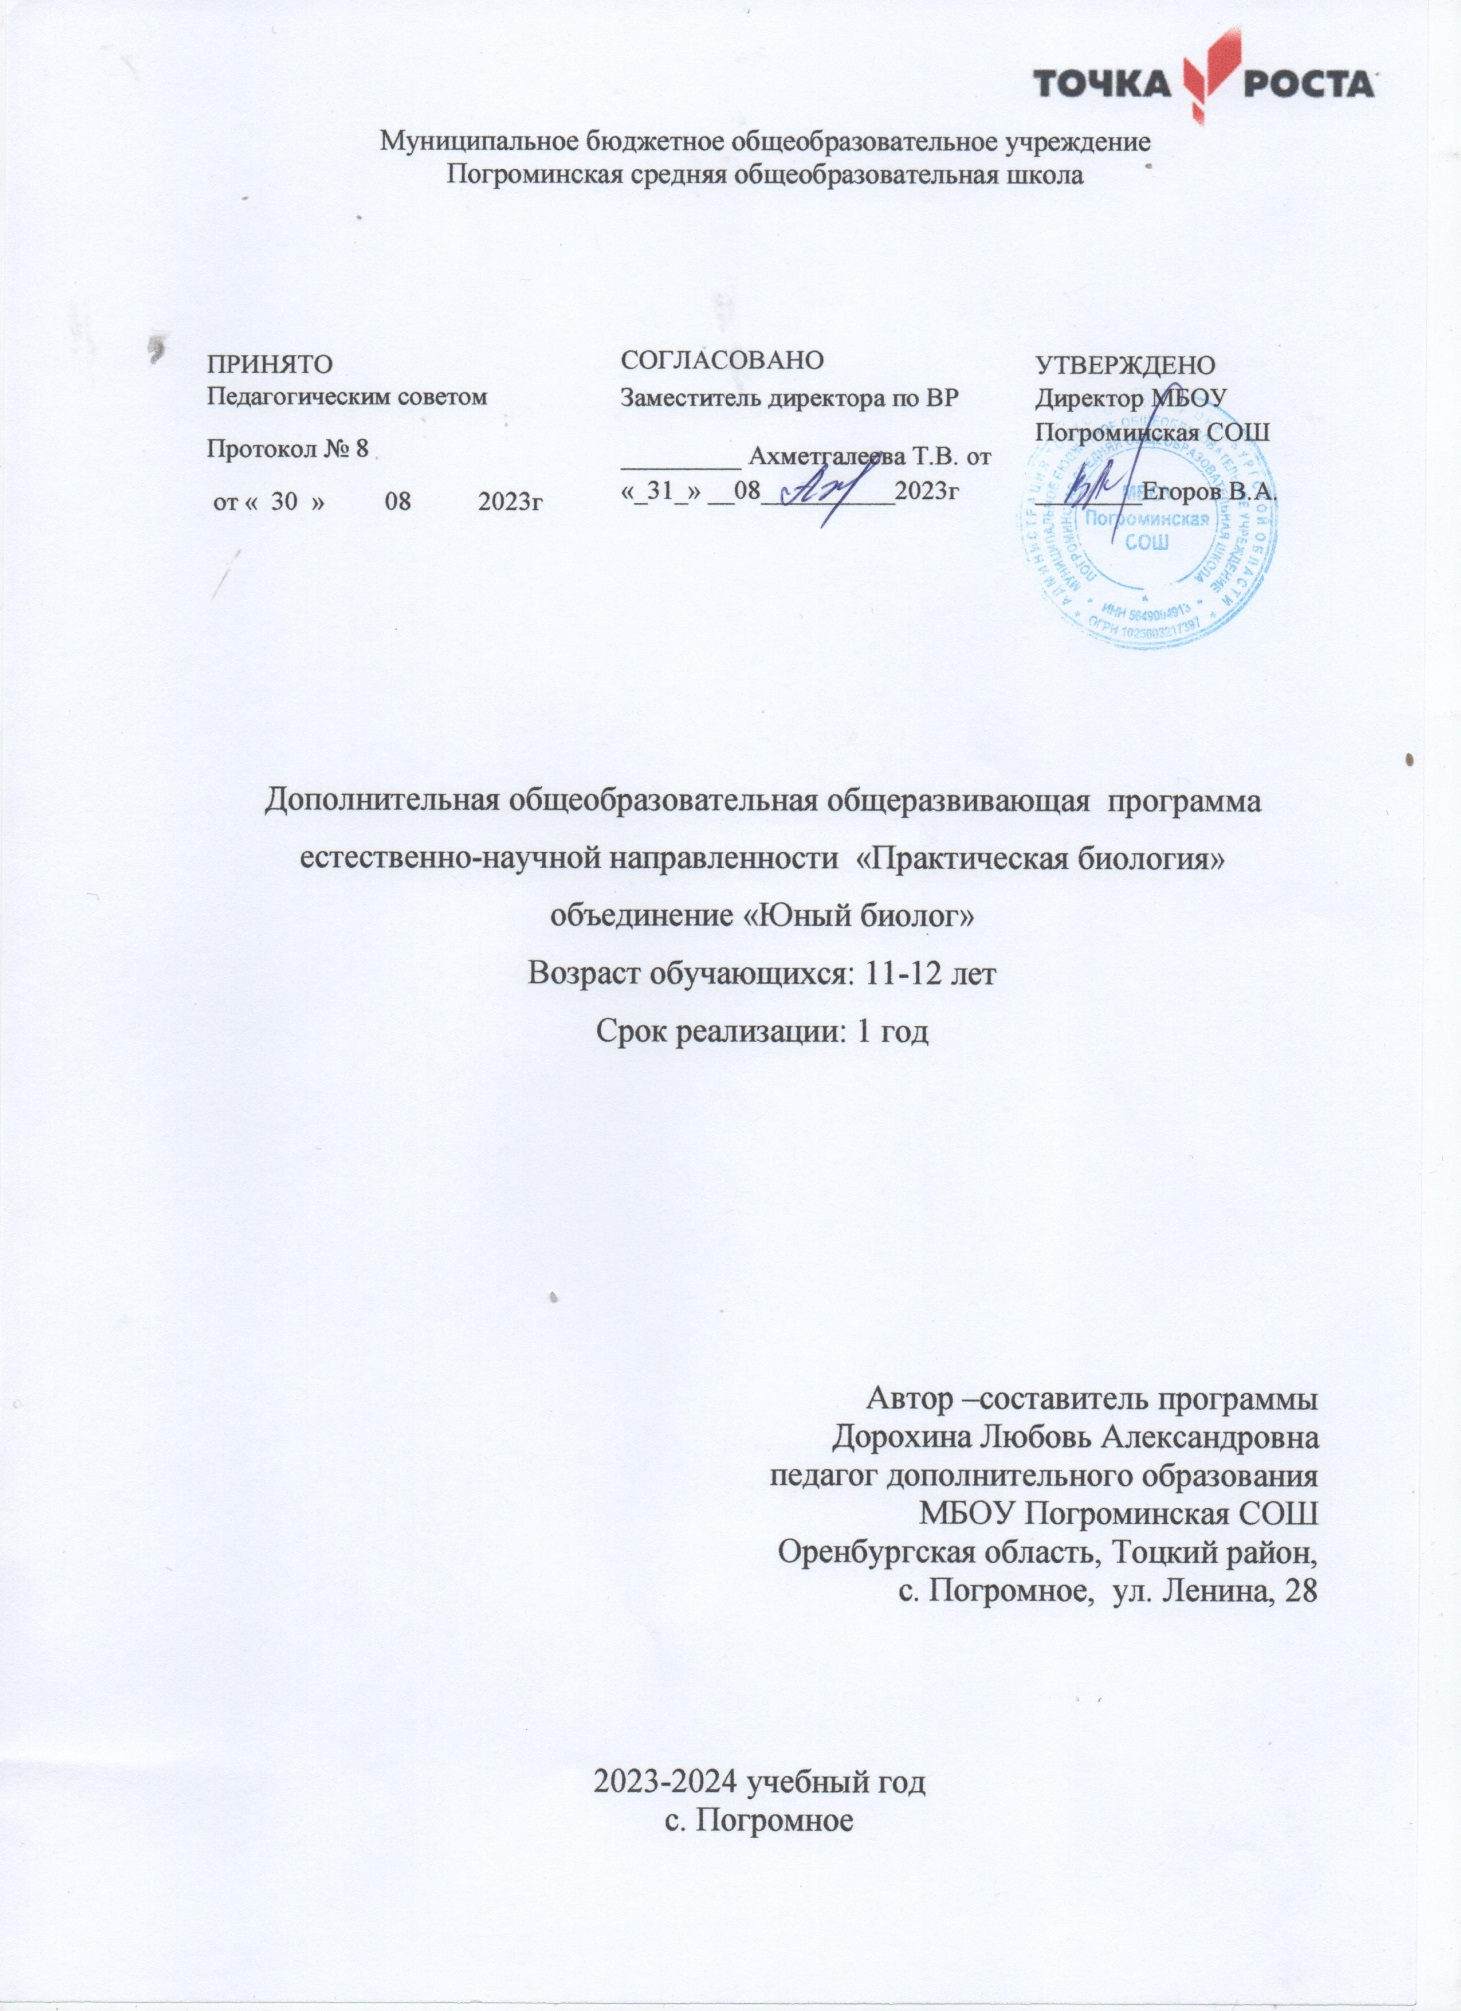 ТОЧКА РОСТА
Муниципальное бюджетное общеобразовательное учреждение
Погроминская средняя общеобразовательная школа
ПРИНЯТО
Педагогическим советом
Протокол № 8
от « 30 » 08 2023г
СОГЛАСОВАНО
Заместитель директора по ВР
_________ Ахметгалеева Т.В. от
«_31_» __08__________2023г
УТВЕРЖДЕНО
Директор МБОУ
Погроминская СОШ
________Егоров В.А.
Погроминская
СОШ
Дополнительная общеобразовательная общеразвивающая программа
естественно-научной направленности «Практическая биология»
объединение «Юный биолог»
Возраст обучающихся: 11-12 лет
Срок реализации: 1 год
Автор –составитель программы
Дорохина Любовь Александровна
педагог дополнительного образования
МБОУ Погроминская СОШ
Оренбургская область, Тоцкий район,
с. Погромное, ул. Ленина, 28
2023-2024 учебный год
с. Погромное